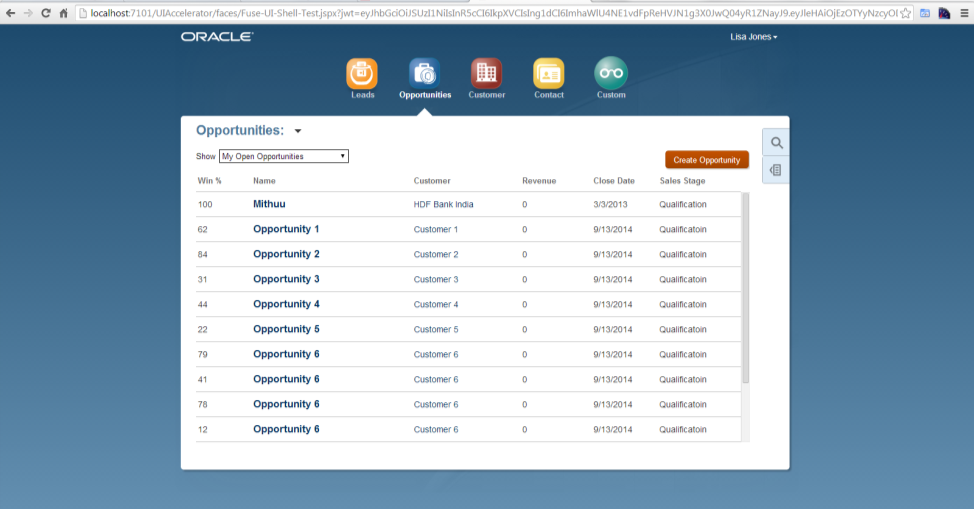 localhost:7101/UIAccelerator/faces/Fuse-UI-Shell-Test.jspx?jwt=
ORACLE
Lisa Jones
Leads Opportunities Customer Contact Custom
Opportunities:
Show My Open Opportunities
Create Opportunity
Win % Name Customer Revenue Close Date Sales Stage
100 Mithuu HDF Bank India 0 3/3/2013 Qualification
62 Opportunity 1 Customer 1 0 9/13/2014 Qualificatoin
84 Opportunity 2 Customer 2 0 9/13/2014 Qualificatoin
31 Opportunity 3 Customer 3 0 9/13/2014 Qualificatoin
44 Opportunity 4 Customer 4 0 9/13/2014 Qualificatoin
22 Opportunity 5 Customer 5 0 9/13/2014 Qualificatoin
79 Opportunity 6 Customer 6 0 9/13/2014 Qualificatoin
41 Opportunity 6 Customer 6 0 9/13/2014 Qualificatoin
78 Opportunity 6 Customer 6 0 9/13/2014 Qualificatoin
12 Opportunity 6 Customer 6 0 9/13/2014 Qualificatoin